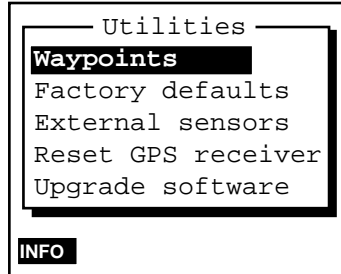 Utilities
Waypoints
Factory defaults
External sensors
Reset GPS receiver
Upgrade software
INFO